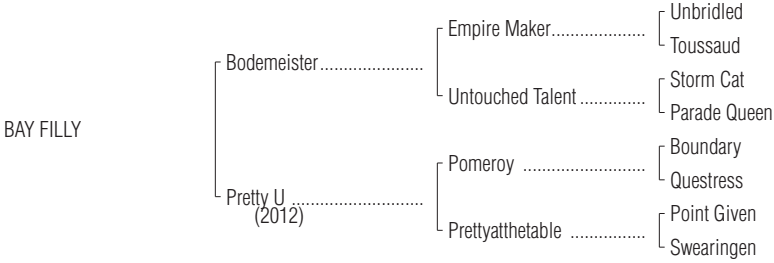 Unbridled
Empire Maker....................
Toussaud
Bodemeister......................
Storm Cat
Untouched Talent ..............
Parade Queen
BAY FILLY
Boundary
Pomeroy ..........................
Questress
Pretty U ............................
(2012)
Point Given
Prettyatthetable ................
Swearingen